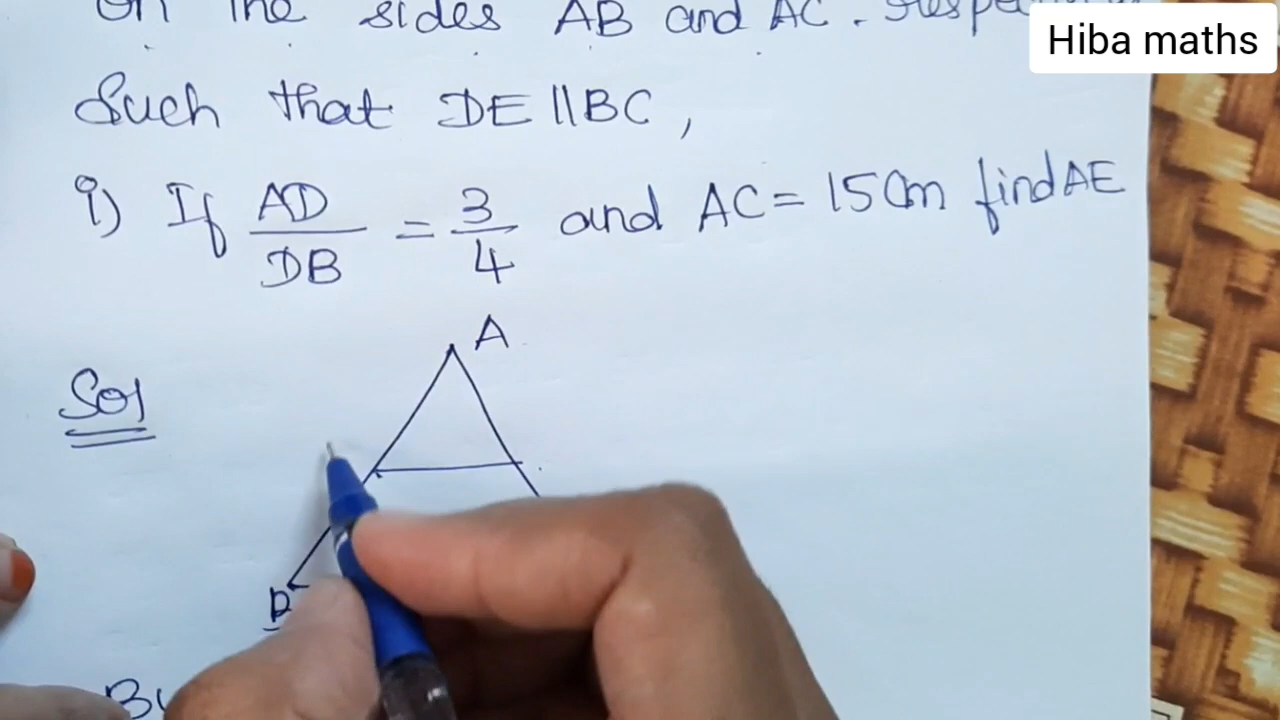 on the sides AB and AC.
Hiba maths
Such that DE || BC,
i) If AD/DB = 3/4 and AC = 15 cm find AE
A
Sol
B
By